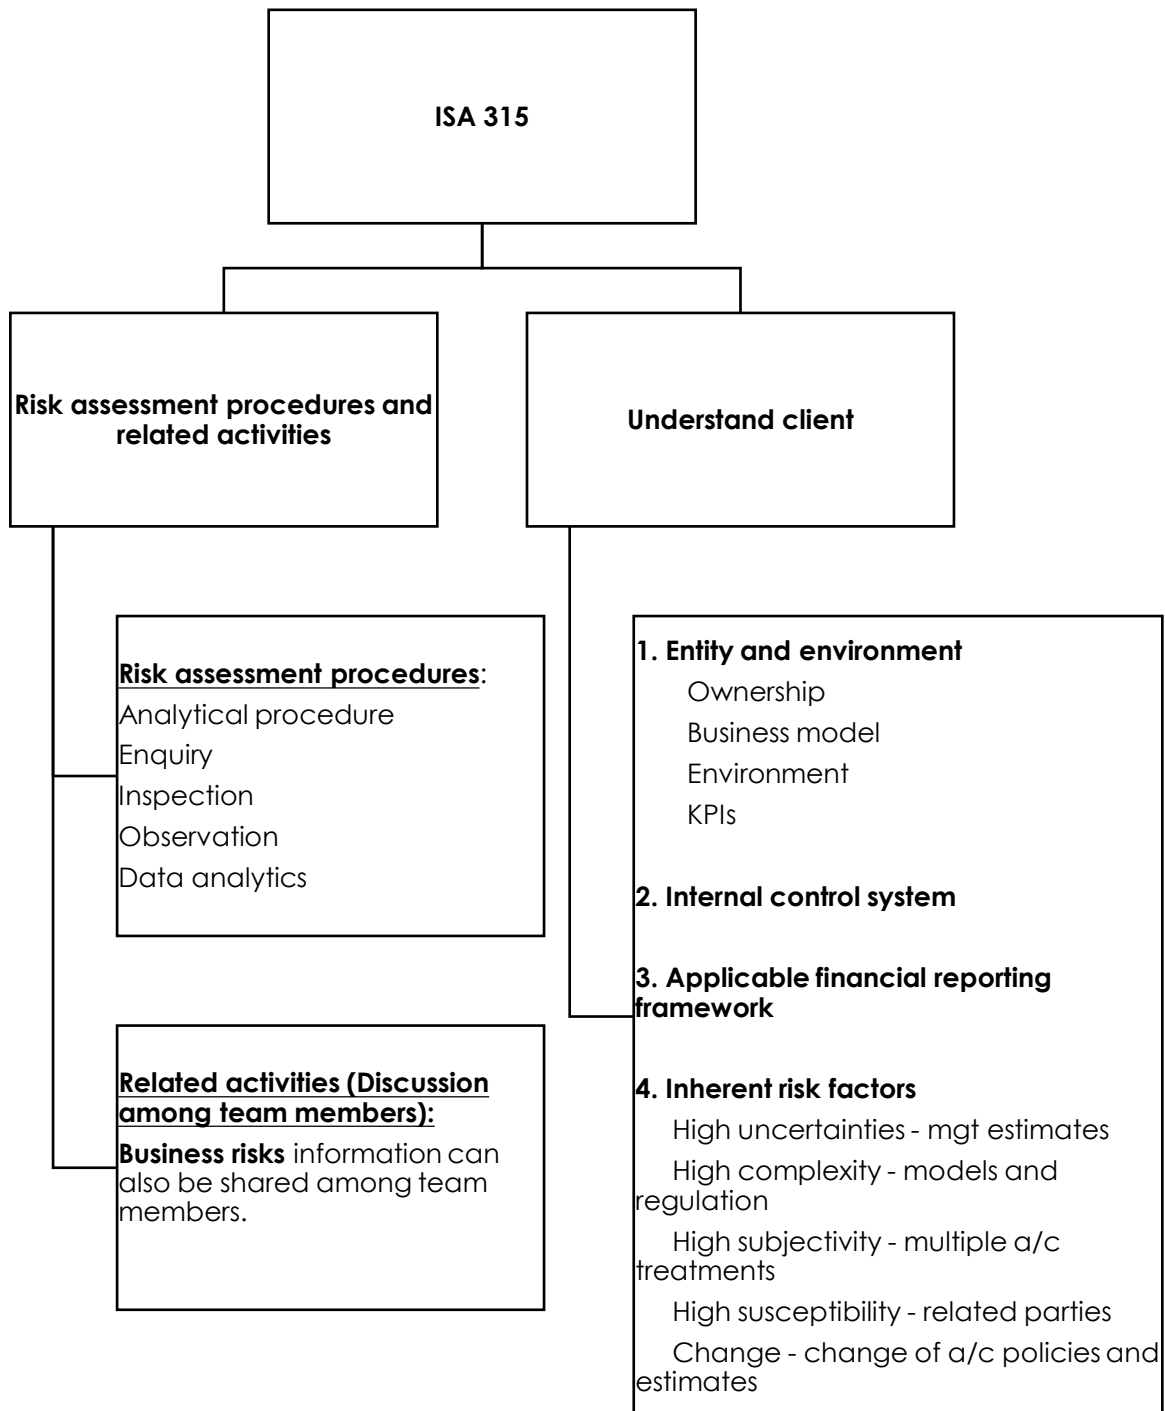 ISA 315
Risk assessment procedures and
related activities
Understand client
Risk assessment procedures:
Analytical procedure
Enquiry
Inspection
Observation
Data analytics
Related activities (Discussion
among team members):
Business risks information can
also be shared among team
members.
1. Entity and environment
Ownership
Business model
Environment
KPIs
2. Internal control system
3. Applicable financial reporting
framework
4. Inherent risk factors
High uncertainties - mgt estimates
High complexity - models and
regulation
High subjectivity - multiple a/c
treatments
High susceptibility - related parties
Change - change of a/c policies and
estimates